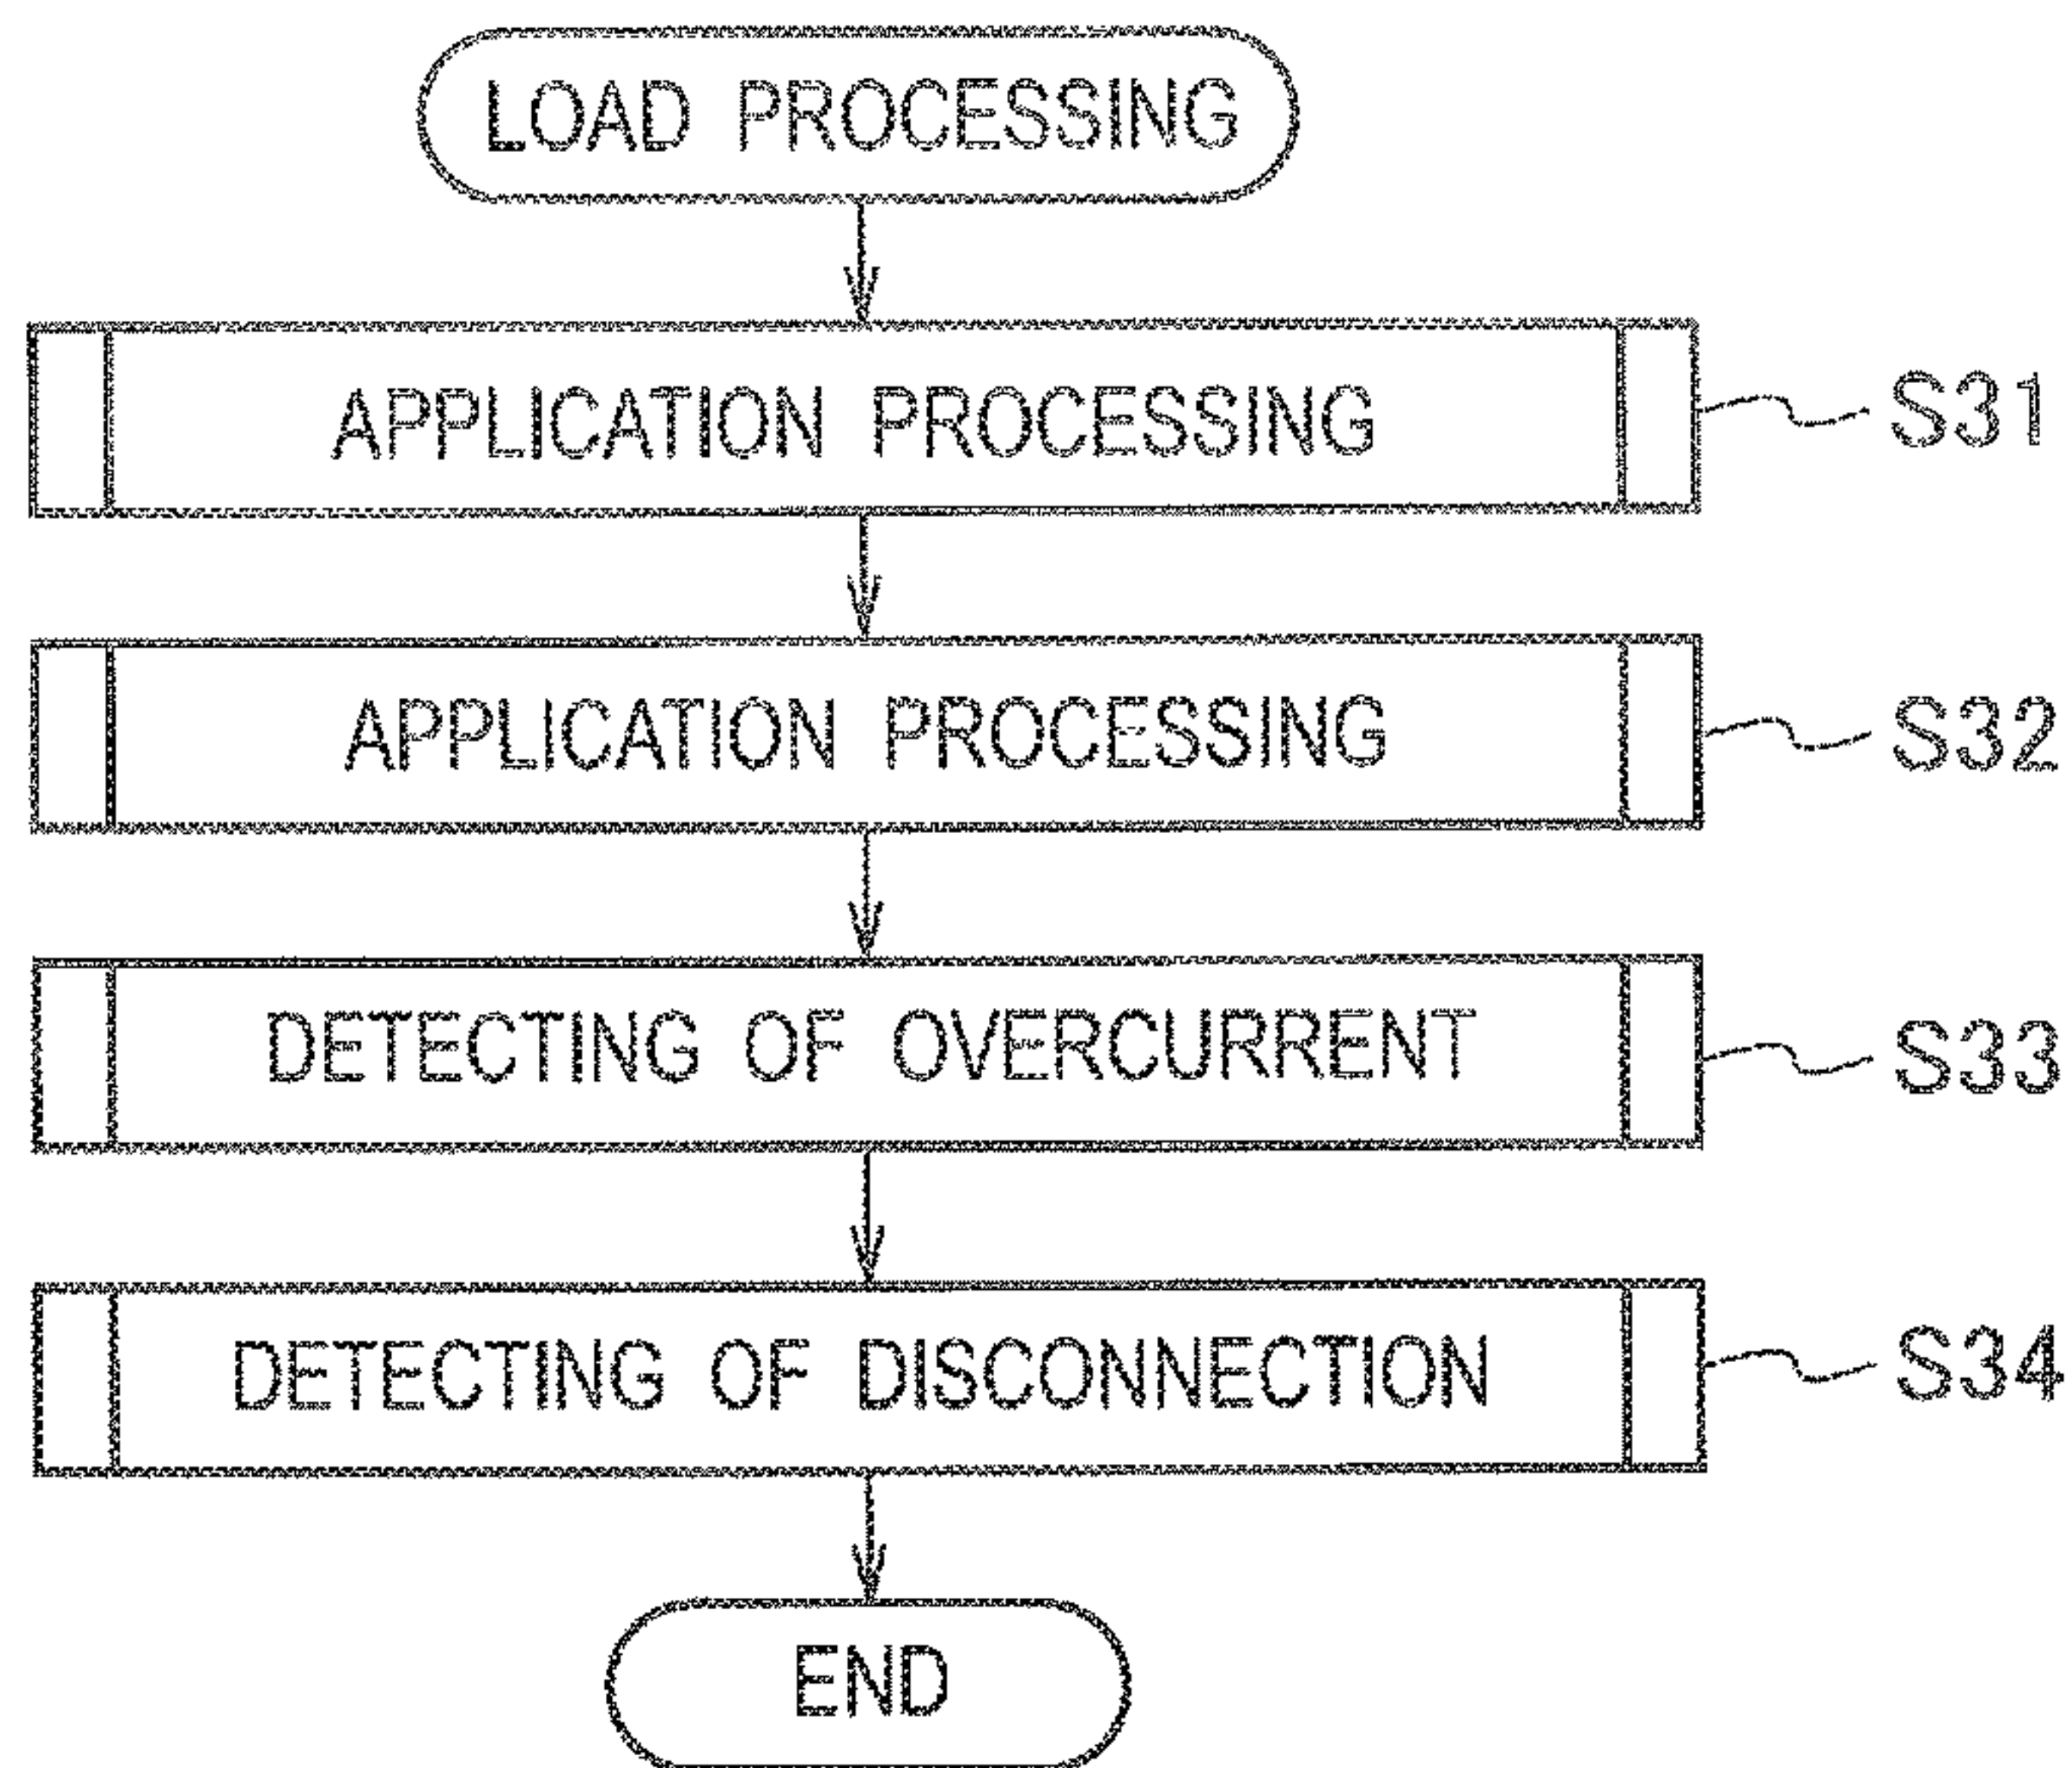 LOAD PROCESSING
APPLICATION PROCESSING
S31
APPLICATION PROCESSING
S32
DETECTING OF OVERCURRENT
S33
DETECTING OF DISCONNECTION
S34
END